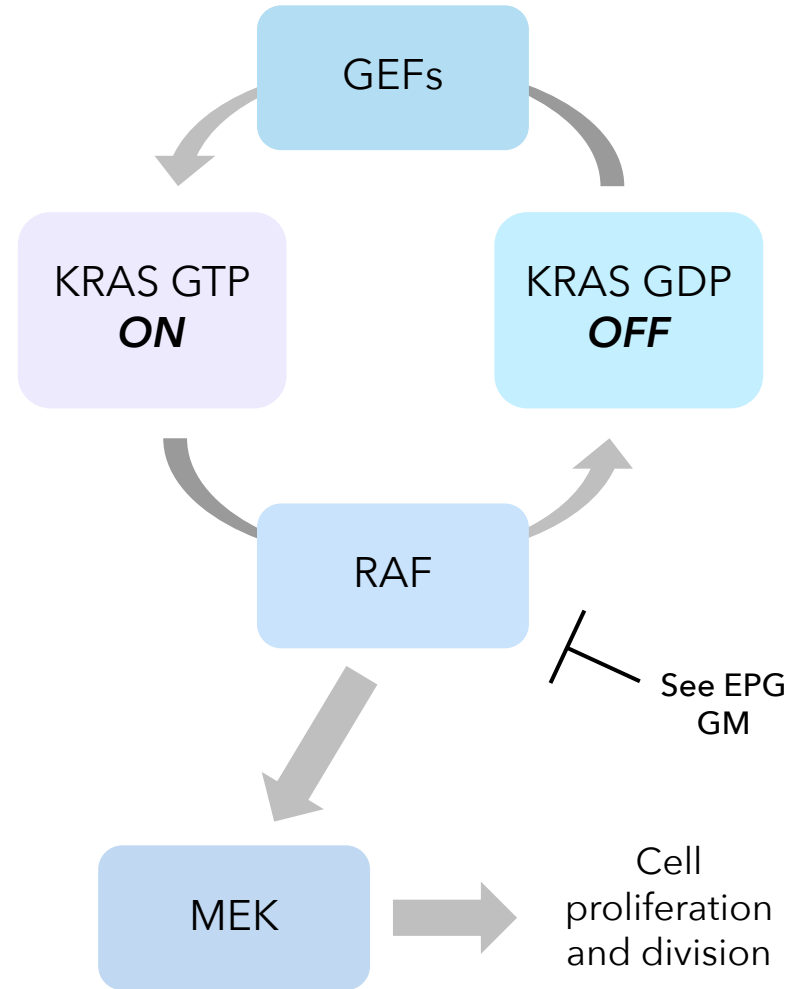 GEFs
KRAS GTP
ON
KRAS GDP
OFF
RAF
See EPG
GM
MEK
Cell
proliferation
and division